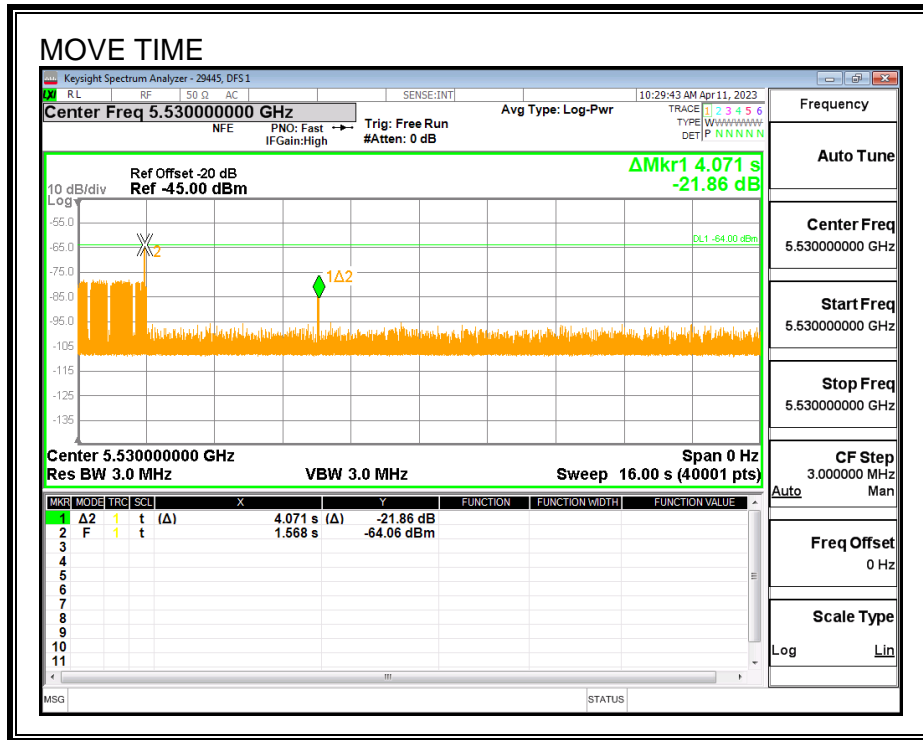 MOVE TIME
Keysight Spectrum Analyzer - 29445, DFS 1
LXI RL RF 50 Ω AC SENSE:INT 10:29:43 AM Apr 11, 2023
Center Freq 5.530000000 GHz Avg Type: Log-Pwr TRACE 1 2 3 4 5 6
NFE PNO: Fast Trig: Free Run TYPE WWWWWWW
IFGain:High #Atten: 0 dB DET P N N N N N
Ref Offset -20 dB ΔMkr1 4.071 s
10 dB/div Ref -45.00 dBm -21.86 dB
Log
-55.0
DL1 -64.00 dBm
-65.0
2
-75.0
1Δ2
-85.0
-95.0
-105
-115
-125
-135
Center 5.530000000 GHz Span 0 Hz
Res BW 3.0 MHz VBW 3.0 MHz Sweep 16.00 s (40001 pts)
MKR MODE TRC SCL X Y FUNCTION FUNCTION WIDTH FUNCTION VALUE
1 Δ2 1 t (Δ) 4.071 s (Δ) -21.86 dB
2 F 1 t 1.568 s -64.06 dBm
3
4
5
6
7
8
9
10
11
MSG STATUS
Frequency
Auto Tune
Center Freq
5.530000000 GHz
Start Freq
5.530000000 GHz
Stop Freq
5.530000000 GHz
CF Step
3.000000 MHz
Auto Man
Freq Offset
0 Hz
Scale Type
Log Lin